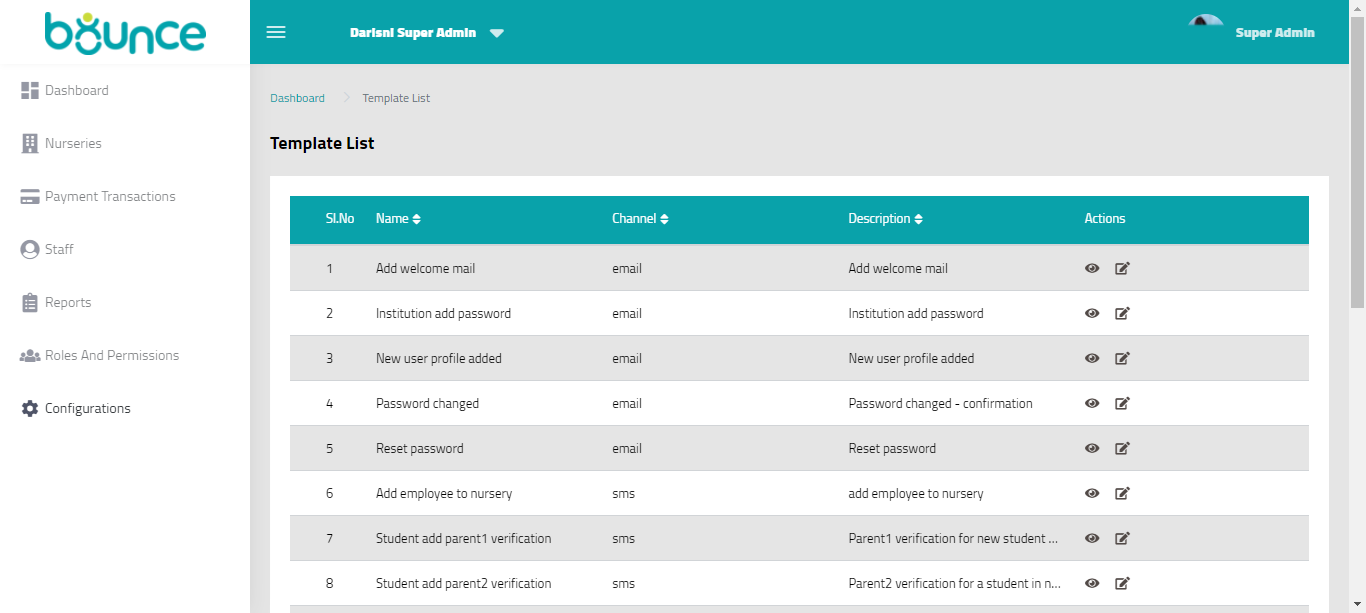 bounce
Darisni Super Admin
Super Admin
Dashboard
Nurseries
Payment Transactions
Staff
Reports
Roles And Permissions
Configurations
Dashboard Template List
Template List
Sl.No Name Channel Description Actions
1 Add welcome mail email Add welcome mail
2 Institution add password email Institution add password
3 New user profile added email New user profile added
4 Password changed email Password changed - confirmation
5 Reset password email Reset password
6 Add employee to nursery sms add employee to nursery
7 Student add parent1 verification sms Parent1 verification for new student ...
8 Student add parent2 verification sms Parent2 verification for a student in n...